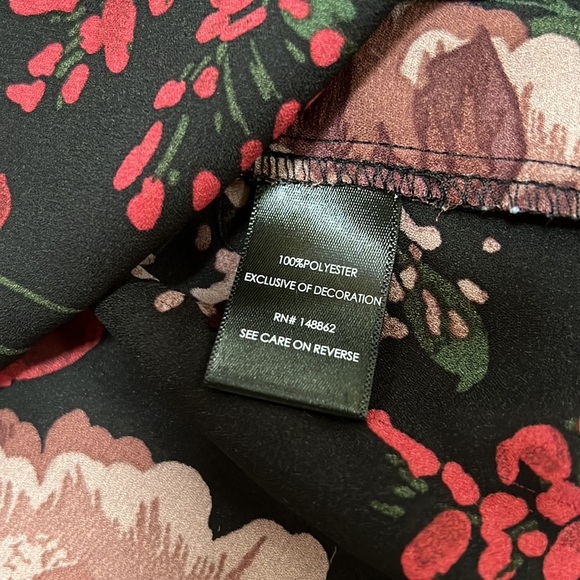 100%POLYESTER
EXCLUSIVE OF DECORATION
RN# 148862
SEE CARE ON REVERSE